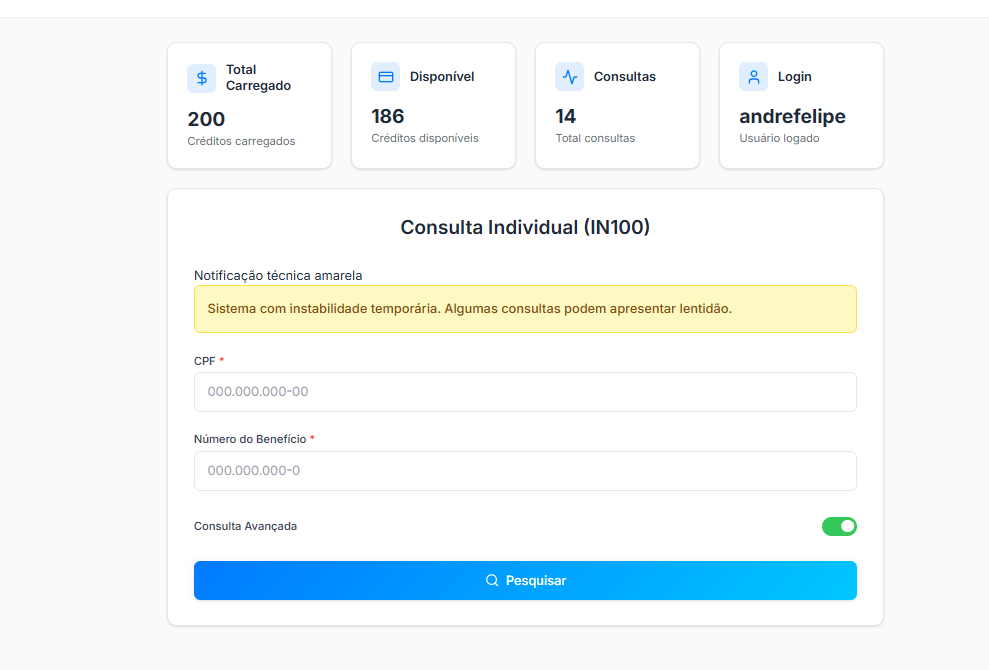 Total
Carregado
200
Créditos carregados
Disponível
186
Créditos disponíveis
Consultas
14
Total consultas
Login
andrefelipe
Usuário logado
Consulta Individual (IN100)
Notificação técnica amarela
Sistema com instabilidade temporária. Algumas consultas podem apresentar lentidão.
CPF *
000.000.000-00
Número do Benefício *
000.000.000-0
Consulta Avançada
Pesquisar